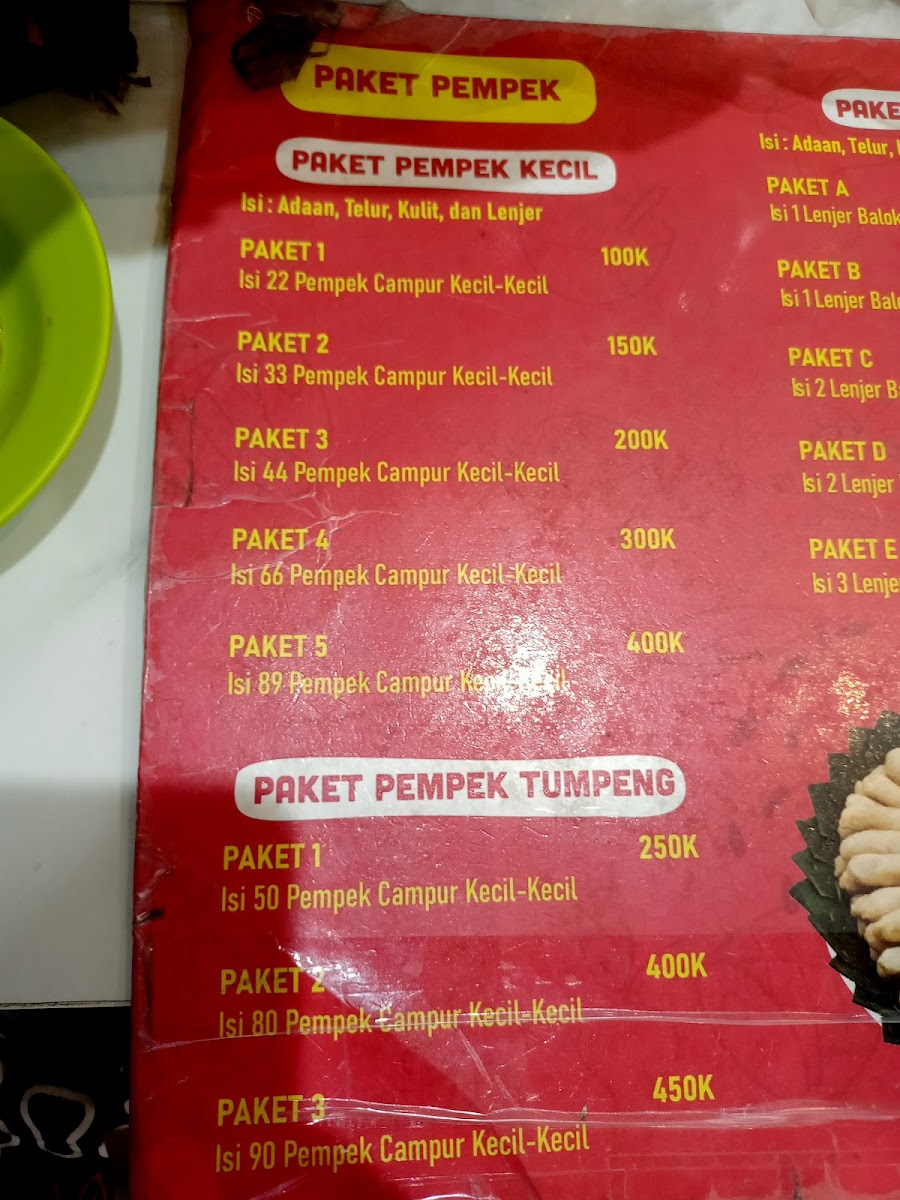 PAKET PEMPEK
PAKET PEMPEK KECIL
Isi : Adaan, Telur, Kulit, dan Lenjer
PAKET 1 100K
Isi 22 Pempek Campur Kecil-Kecil
PAKET 2 150K
Isi 33 Pempek Campur Kecil-Kecil
PAKET 3 200K
Isi 44 Pempek Campur Kecil-Kecil
PAKET 4 300K
Isi 66 Pempek Campur Kecil-Kecil
PAKET 5 400K
Isi 89 Pempek Campur Kecil-Kecil
PAKET PEMPEK TUMPENG
PAKET 1 250K
Isi 50 Pempek Campur Kecil-Kecil
PAKET 2 400K
Isi 80 Pempek Campur Kecil-Kecil
PAKET 3 450K
Isi 90 Pempek Campur Kecil-Kecil
PAKE
Isi : Adaan, Telur,
PAKET A
Isi 1 Lenjer Balok
PAKET B
Isi 1 Lenjer Bal
PAKET C
Isi 2 Lenjer B
PAKET D
Isi 2 Lenjer
PAKET E
Isi 3 Lenje